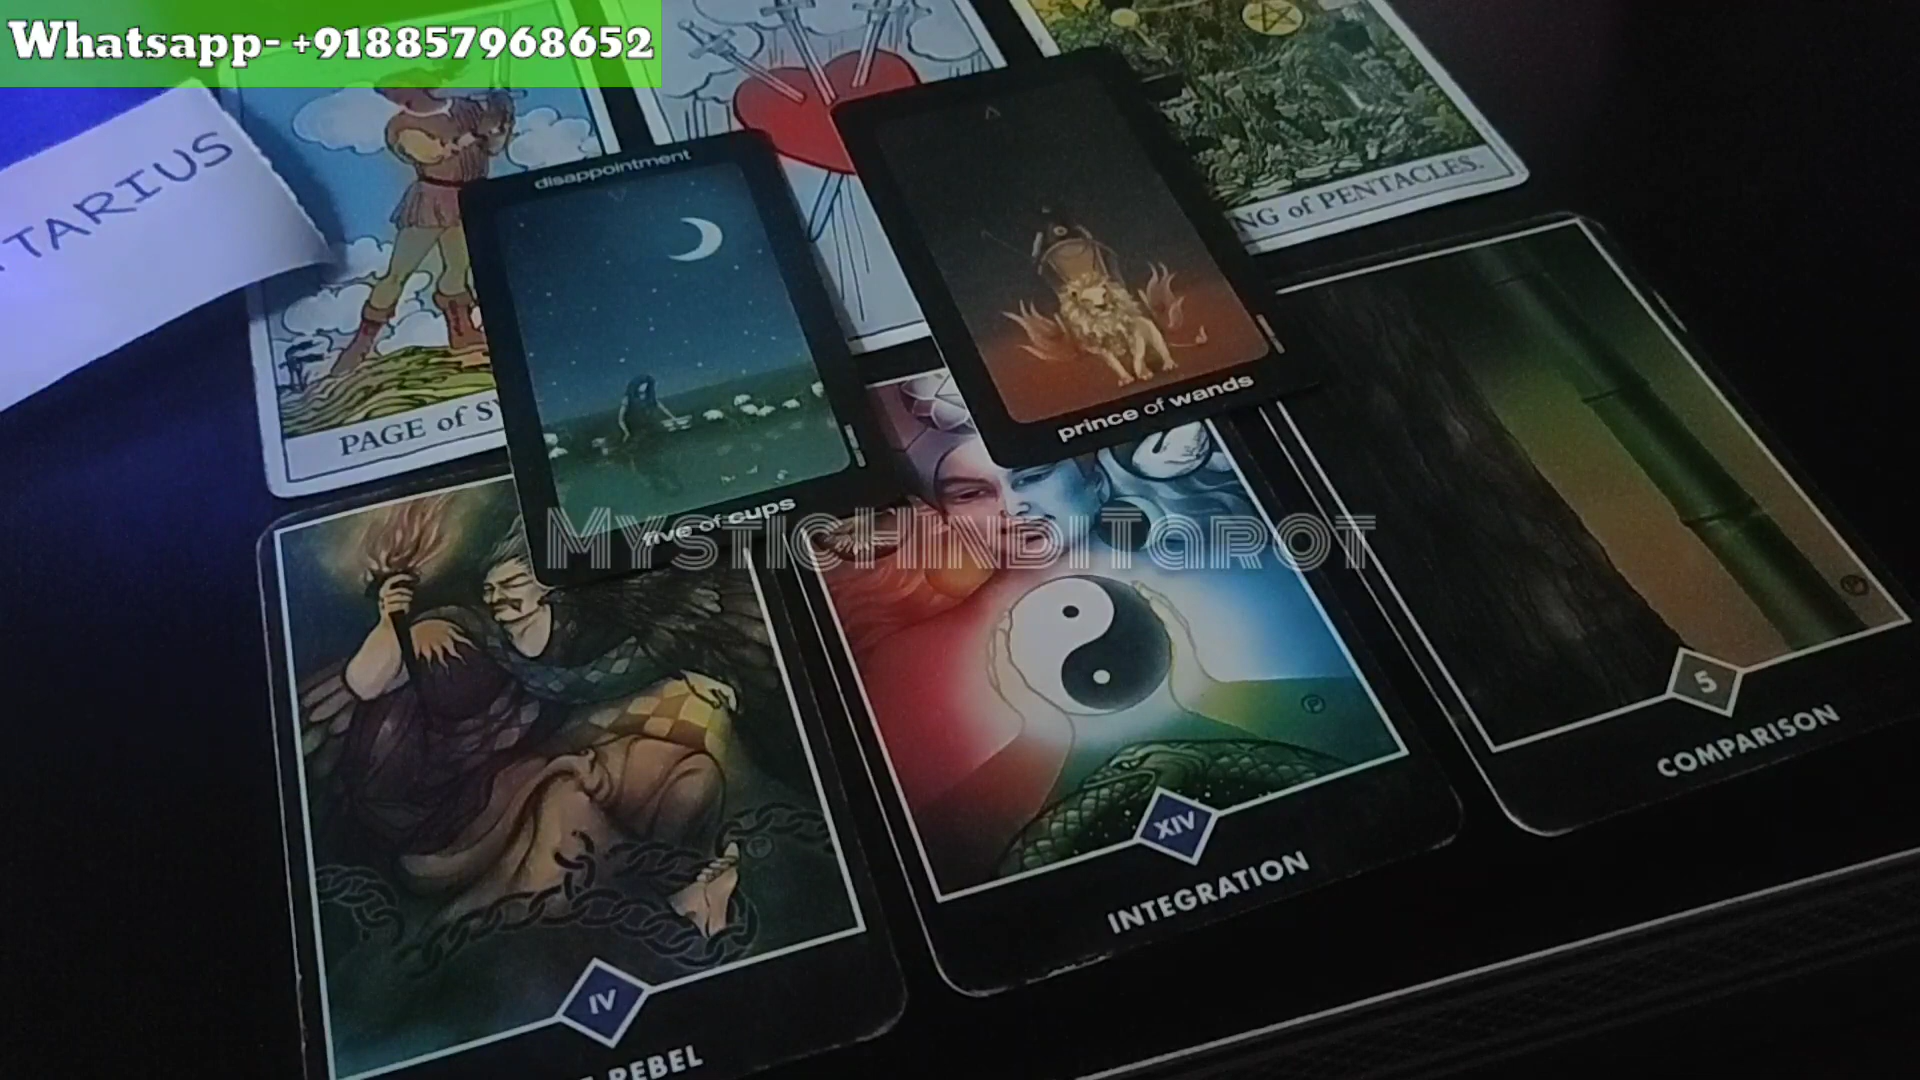 Whatsapp- +918857968652
TTARIUS
disappointment
PAGE of S
NG of PENTACLES.
prince of wands
five of cups
MYSTICHINDITAROT
5
COMPARISON
XIV
INTEGRATION
IV
REBEL